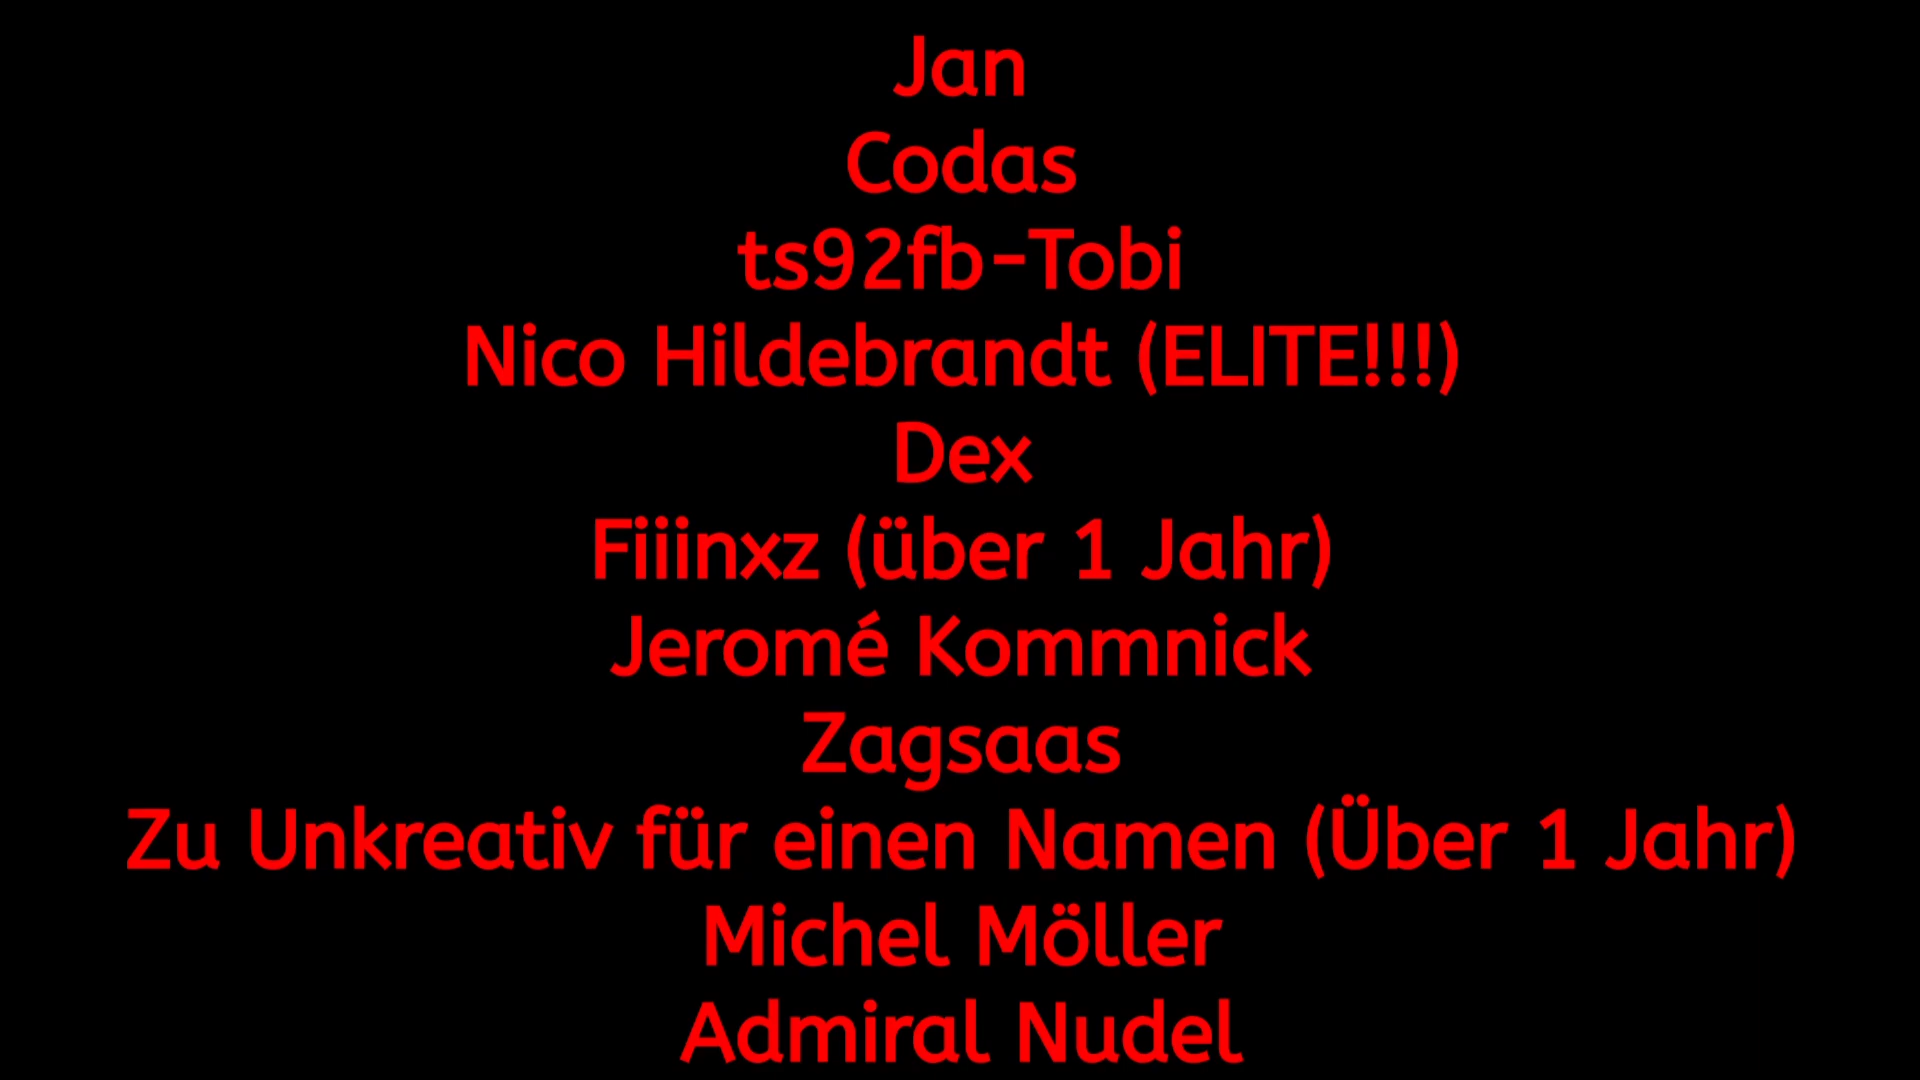 Jan
Codas
ts92fb-Tobi
Nico Hildebrandt (ELITE!!!)
Dex
Fiiinxz (über 1 Jahr)
Jeromé Kommnick
Zagsaas
Zu Unkreativ für einen Namen (Über 1 Jahr)
Michel Möller
Admiral Nudel